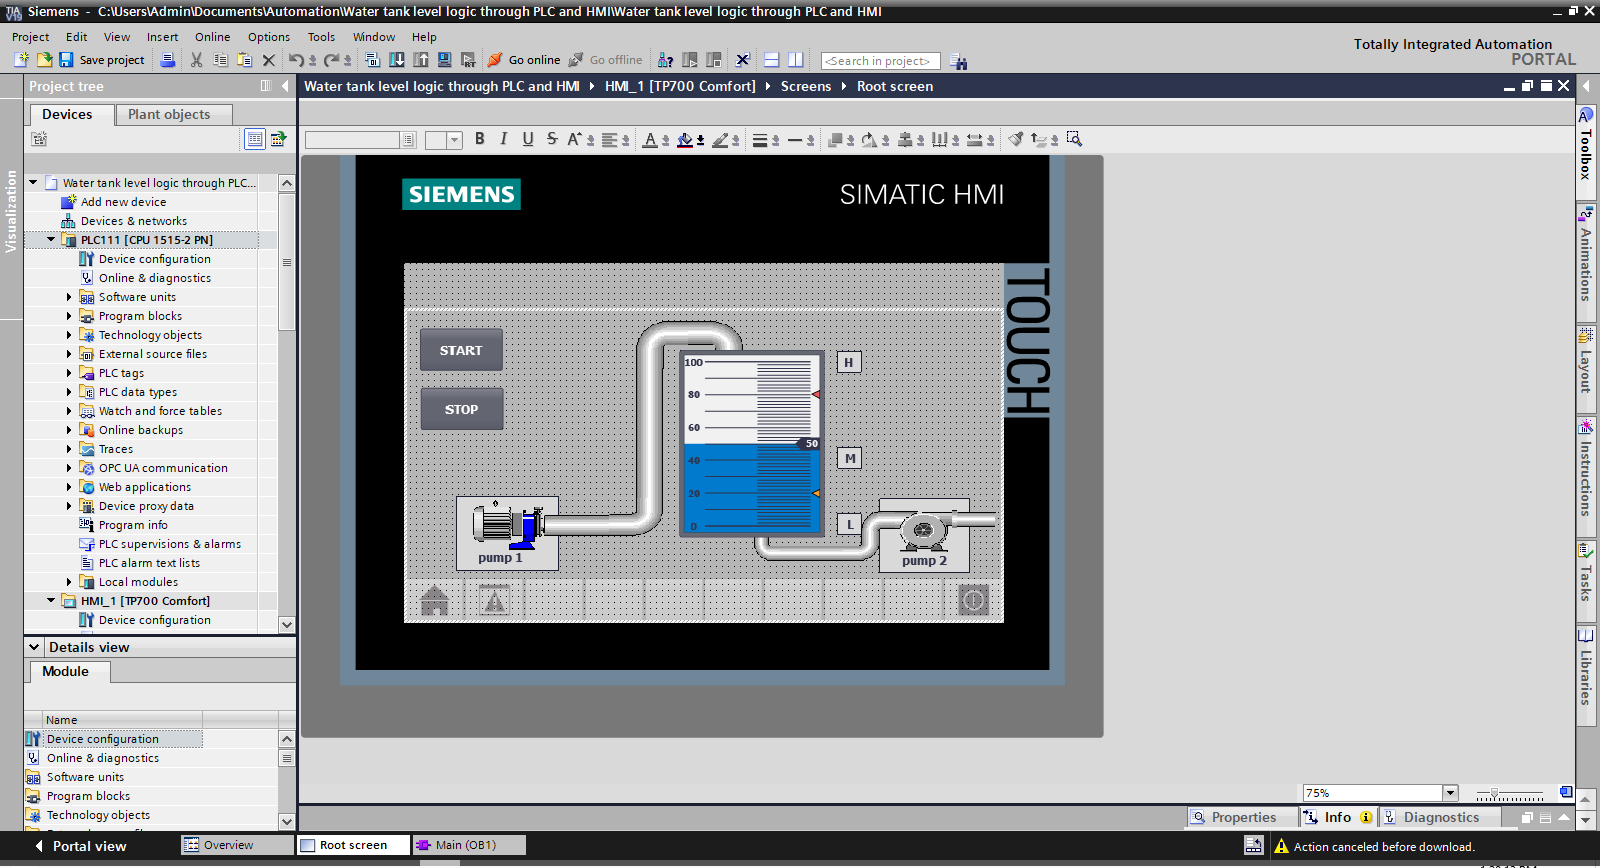 Siemens - C:\Users\Admin\Documents\Automation\Water tank level logic through PLC and HMI\Water tank level logic through PLC and HMI
Project Edit View Insert Online Options Tools Window Help
Totally Integrated Automation
PORTAL
Save project Go online Go offline <Search in project>
Project tree
Water tank level logic through PLC and HMI HMI_1 [TP700 Comfort] Screens Root screen
Devices Plant objects
B I U S A A
Visualization
Water tank level logic through PLC...
Add new device
Devices & networks
PLC111 [CPU 1515-2 PN]
Device configuration
Online & diagnostics
Software units
Program blocks
Technology objects
External source files
PLC tags
PLC data types
Watch and force tables
Online backups
Traces
OPC UA communication
Web applications
Device proxy data
Program info
PLC supervisions & alarms
PLC alarm text lists
Local modules
HMI_1 [TP700 Comfort]
Device configuration
Details view
Module
Name
Device configuration
Online & diagnostics
Software units
Program blocks
Technology objects
SIEMENS
SIMATIC HMI
TOUCH
START
STOP
100
80
60
50
40
20
0
H
M
L
pump 1
pump 2
Toolbox
Animations
Layout
Instructions
Tasks
Libraries
75%
Properties Info Diagnostics
Portal view Overview Root screen Main (OB1) Action canceled before download.